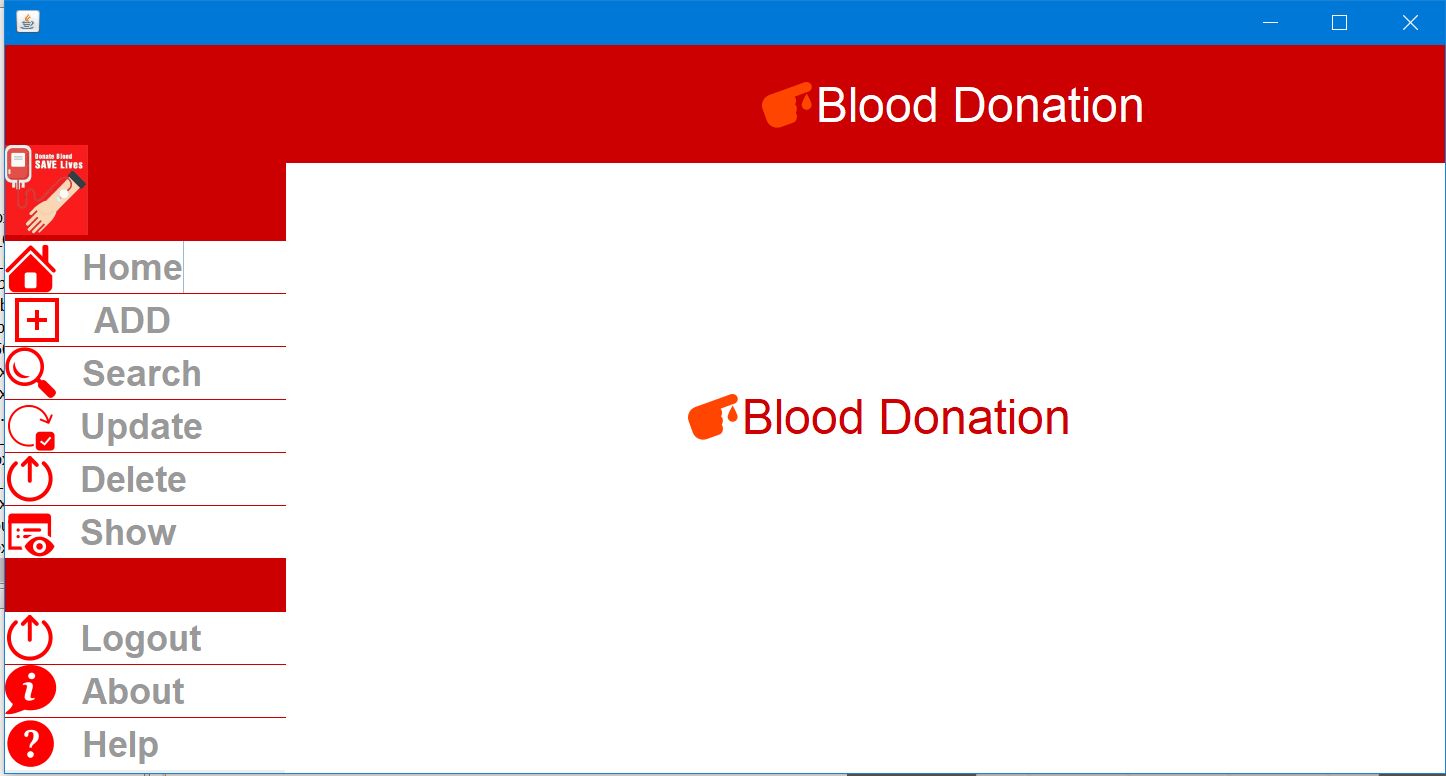 Blood Donation
Donate Blood
SAVE Lives
Home
ADD
Search
Update
Delete
Show
Logout
About
Help
Blood Donation